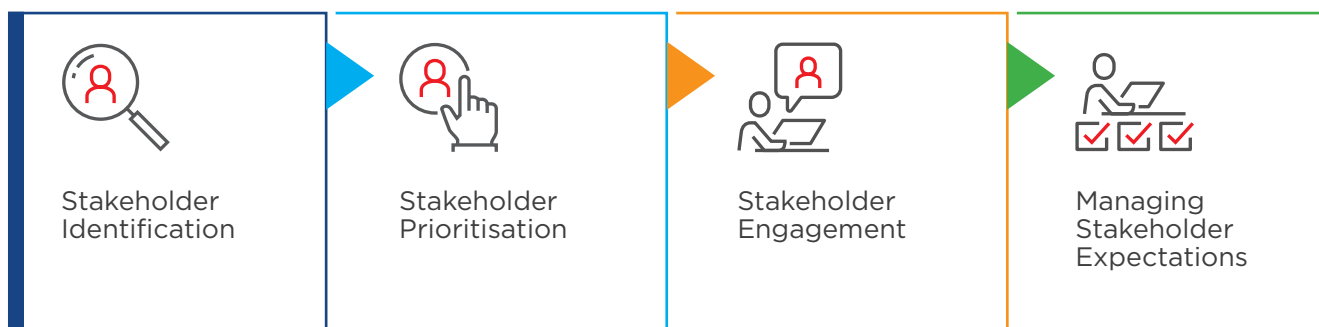 Stakeholder
Identification
Stakeholder
Prioritisation
Stakeholder
Engagement
Managing
Stakeholder
Expectations